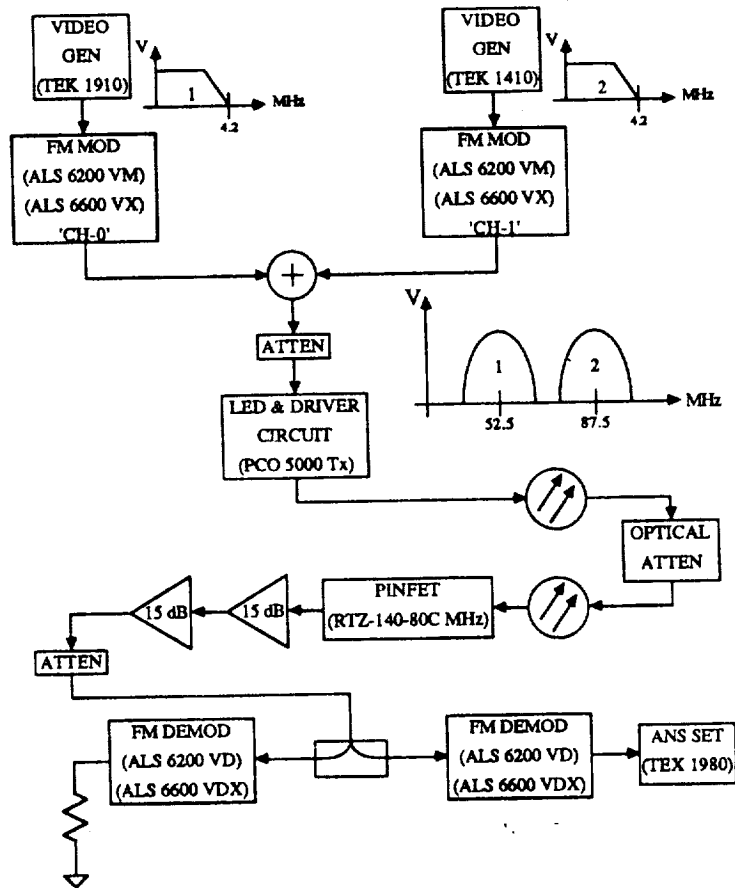 VIDEO
GEN
(TEK 1910)
V
1
MHz
4.2
VIDEO
GEN
(TEK 1410)
V
2
MHz
4.2
FM MOD
(ALS 6200 VM)
(ALS 6600 VX)
'CH-0'
FM MOD
(ALS 6200 VM)
(ALS 6600 VX)
'CH-1'
+
ATTEN
V
1
2
MHz
52.5
87.5
LED & DRIVER
CIRCUIT
(PCO 5000 Tx)
OPTICAL
ATTEN
15 dB
15 dB
PINFET
(RTZ-140-80C MHz)
ATTEN
FM DEMOD
(ALS 6200 VD)
(ALS 6600 VDX)
FM DEMOD
(ALS 6200 VD)
(ALS 6600 VDX)
ANS SET
(TEX 1980)